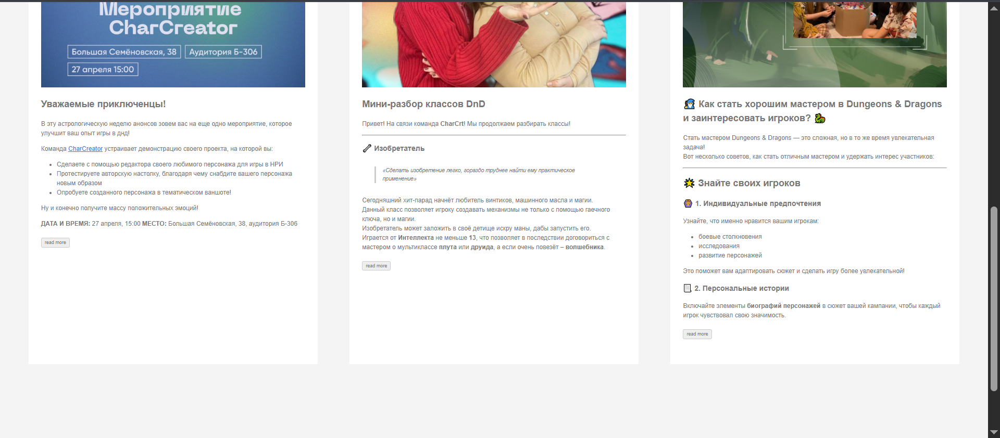 Мероприятие
CharCreator
Большая Семёновская, 38
Аудитория Б-306
27 апреля 15:00
Уважаемые приключенцы!
В эту астрологическую неделю анонсов зовем вас на еще одно мероприятие, которое
улучшит ваш опыт игры в днд!
Команда CharCreator устраивает демонстрацию своего проекта, на которой вы:
Сделаете с помощью редактора своего любимого персонажа для игры в НРИ
Протестируете авторскую настолку, благодаря чему снабдите вашего персонажа
новым образом
Опробуете созданного персонажа в тематическом ваншоте!
Ну и конечно получите массу положительных эмоций!
ДАТА И ВРЕМЯ: 27 апреля, 15:00 МЕСТО: Большая Семёновская, 38, аудитория Б-306
read more
Мини-разбор классов DnD
Привет! На связи команда CharCrt! Мы продолжаем разбирать классы!
Изобретатель
«Сделать изобретение легко, гораздо труднее найти ему практическое
применение»
Сегодняшний хит-парад начнёт любитель винтиков, машинного масла и магии.
Данный класс позволяет игроку создавать механизмы не только с помощью гаечного
ключа, но и магии.
Изобретатель может заложить в своё детище искру маны, дабы запустить его.
Играется от Интеллекта не меньше 13, что позволяет в последствии договориться с
мастером о мультиклассе плута или друида, а если очень повезёт – волшебника.
read more
Как стать хорошим мастером в Dungeons & Dragons
и заинтересовать игроков?
Стать мастером Dungeons & Dragons — это сложная, но в то же время увлекательная
задача!
Вот несколько советов, как стать отличным мастером и удержать интерес участников:
Знайте своих игроков
1. Индивидуальные предпочтения
Узнайте, что именно нравится вашим игрокам:
боевые столкновения
исследования
развитие персонажей
Это поможет вам адаптировать сюжет и сделать игру более увлекательной!
2. Персональные истории
Включайте элементы биографий персонажей в сюжет вашей кампании, чтобы каждый
игрок чувствовал свою значимость.
read more